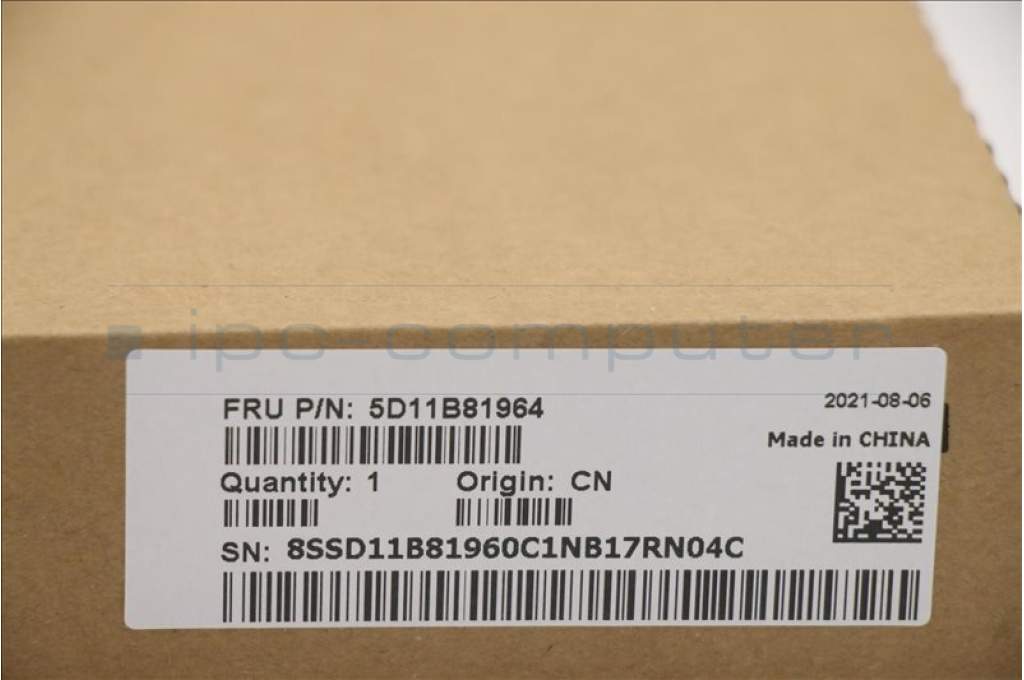 ipc-computer
FRU P/N: 5D11B81964
2021-08-06
Made in CHINA
Quantity: 1 Origin: CN
SN: 8SSD11B81960C1NB17RN04C